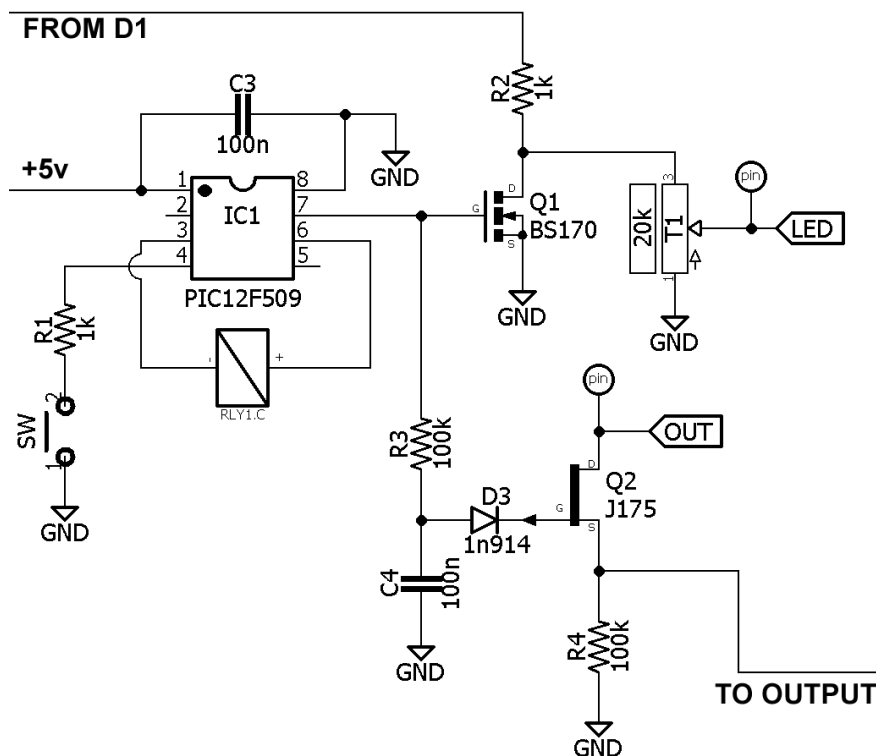 FROM D1
C3
100n
R2
1k
GND
+5v
1
8
2
7
3
6
4
5
IC1
PIC12F509
G
D
S
Q1
BS170
GND
3
20k
T1
1
GND
pin
LED
R1
1k
-
+
RLY1.C
SW
2
1
GND
R3
100k
pin
OUT
D3
1n914
G
D
S
Q2
J175
C4
100n
GND
R4
100k
GND
TO OUTPUT